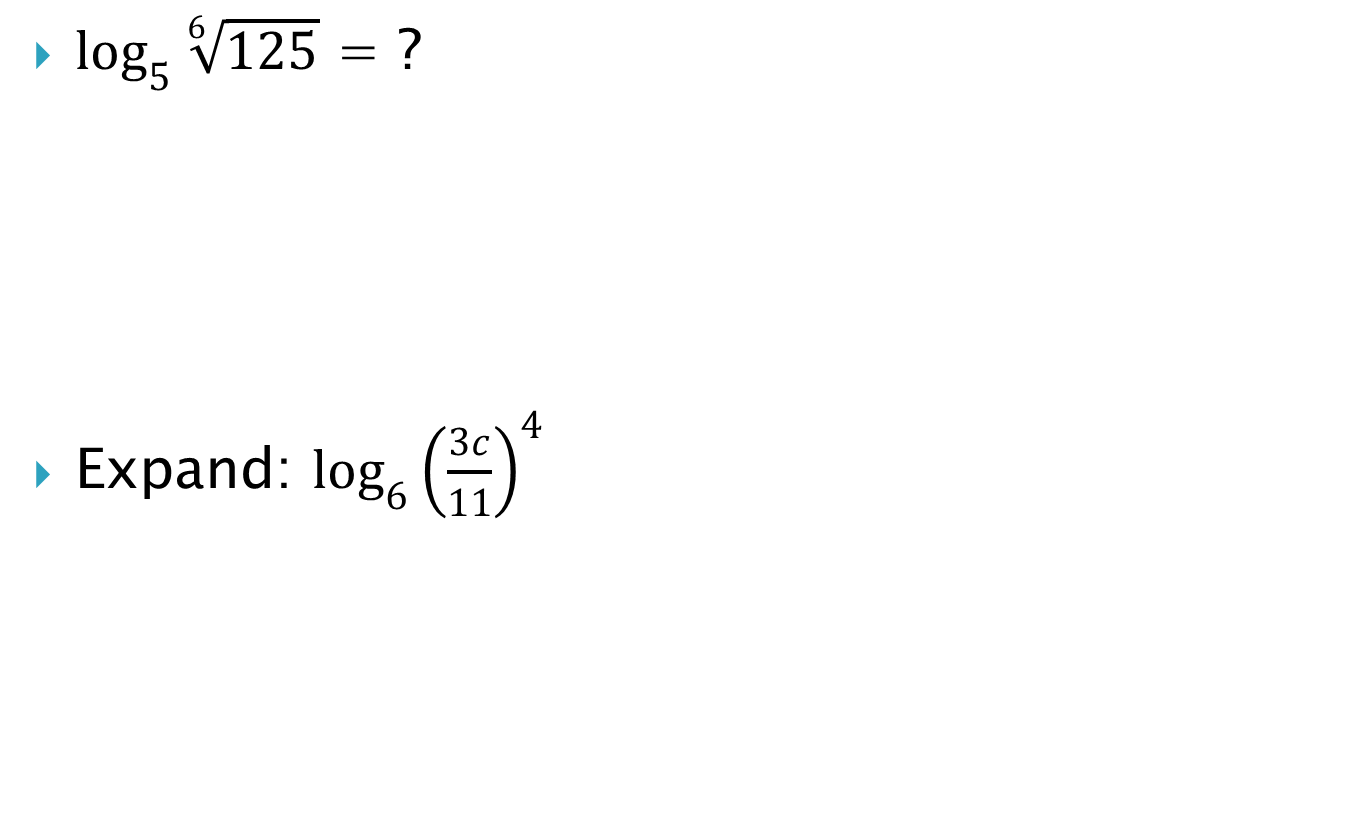 log₅ ⁶√125 = ?
Expand: log₆ (3c/11)⁴